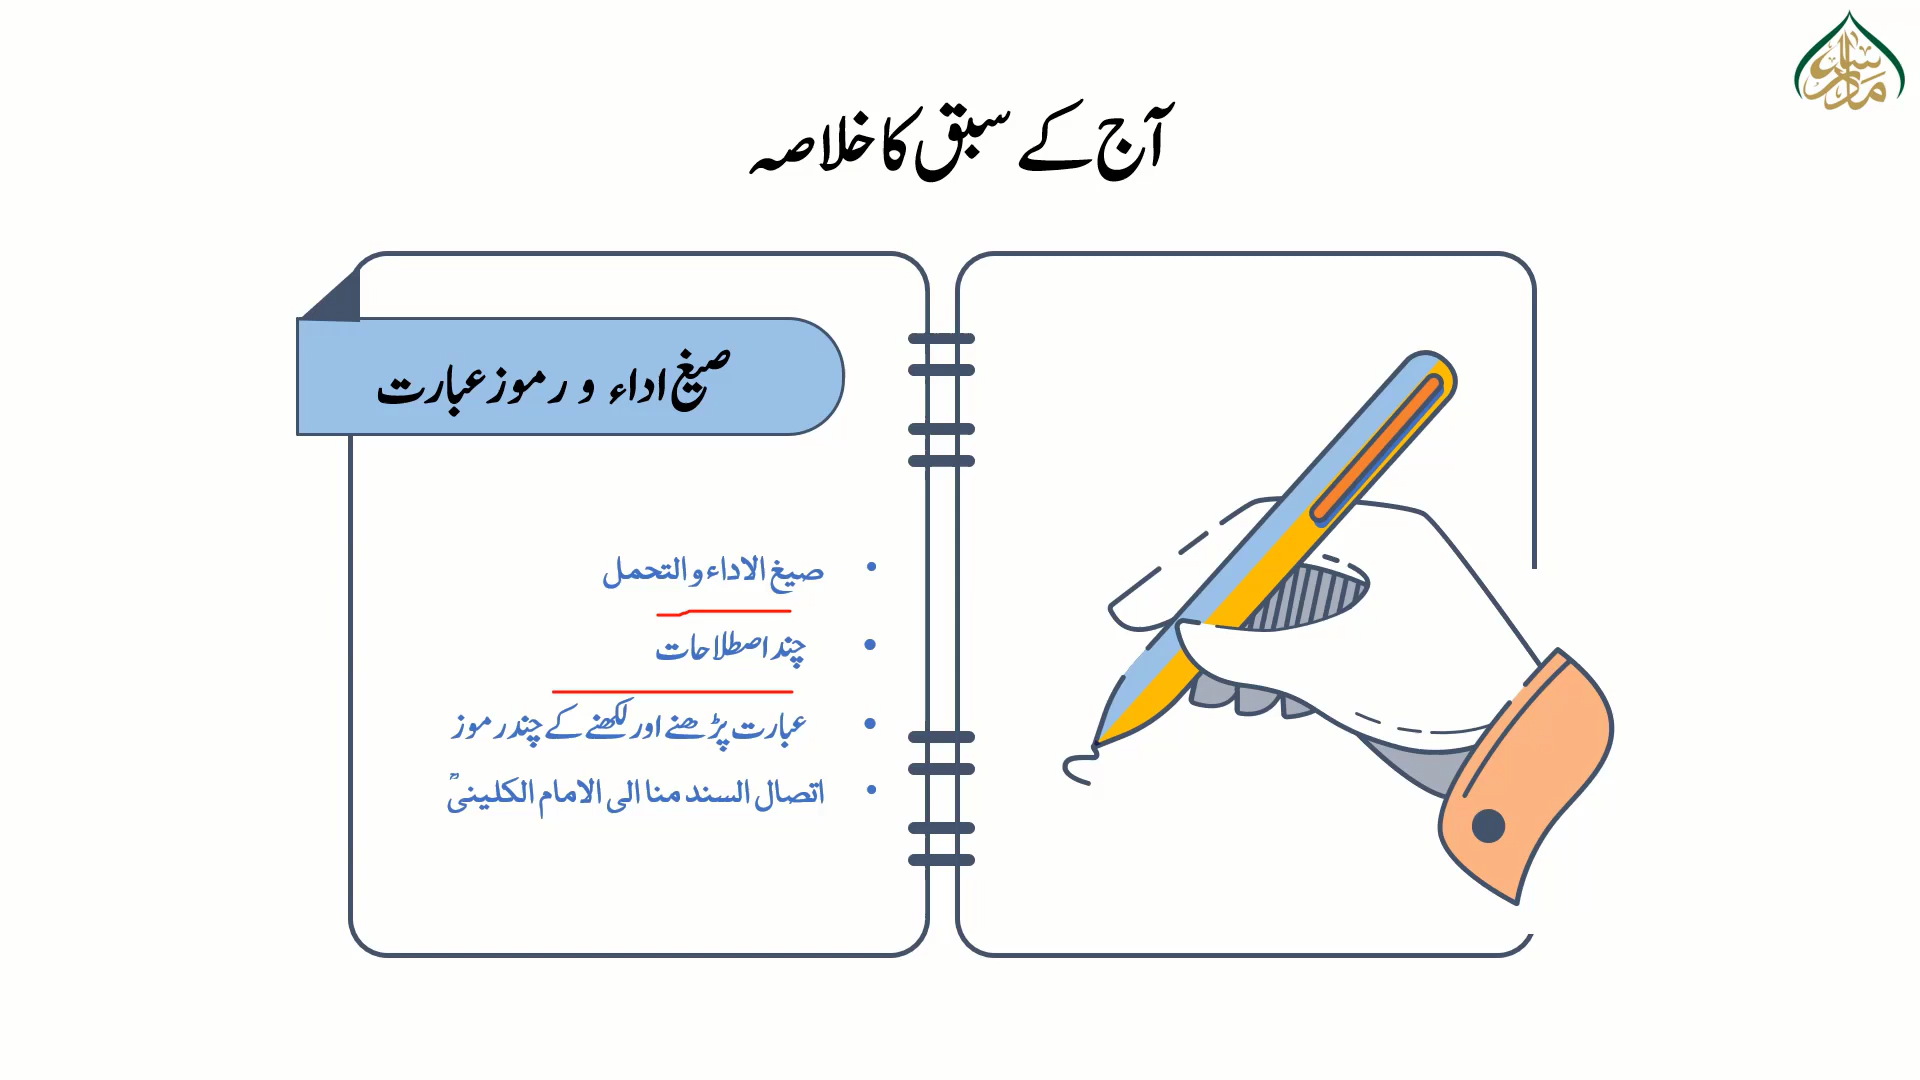 آج کے سبق کا خلاصہ
صیغ اداء و رموز عبارت
صیغ الاداء و التحمل
چند اصطلاحات
عبارت پڑھنے اور لکھنے کے چند رموز
اتصال السند منا الی الامام الکلینیؒ